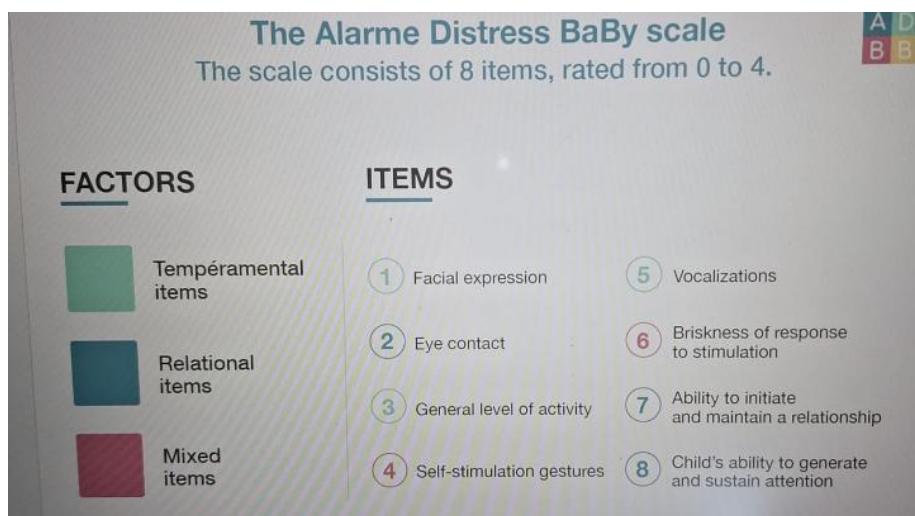 The Alarme Distress BaBy scale
The scale consists of 8 items, rated from 0 to 4.
A D
B B
FACTORS
Tempéramental
items
Relational
items
Mixed
items
ITEMS
1 Facial expression
2 Eye contact
3 General level of activity
4 Self-stimulation gestures
5 Vocalizations
6 Briskness of response
to stimulation
7 Ability to initiate
and maintain a relationship
8 Child's ability to generate
and sustain attention